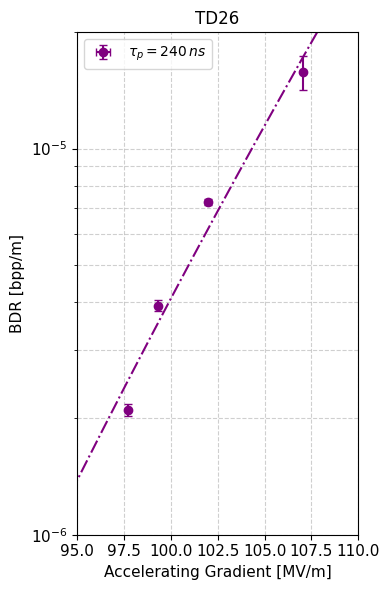 TD26
τₚ = 240 ns
10⁻⁵
BDR [bpp/m]
10⁻⁶
95.0 97.5 100.0 102.5 105.0 107.5 110.0
Accelerating Gradient [MV/m]